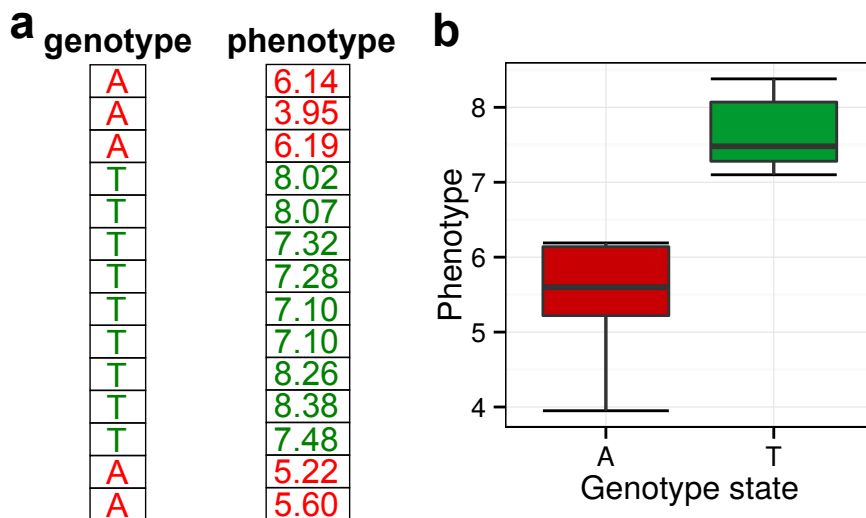 a
genotype phenotype
A 6.14
A 3.95
A 6.19
T 8.02
T 8.07
T 7.32
T 7.28
T 7.10
T 7.10
T 8.26
T 8.38
T 7.48
A 5.22
A 5.60
b
Phenotype
8
7
6
5
4
A T
Genotype state